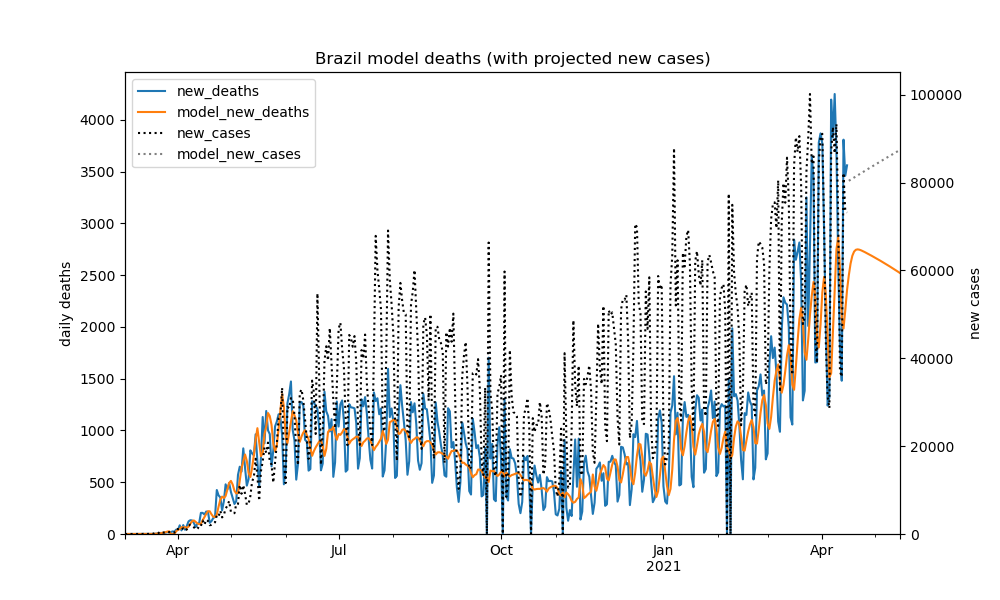 Brazil model deaths (with projected new cases)
new_deaths
model_new_deaths
new_cases
model_new_cases
daily deaths
4000
3500
3000
2500
2000
1500
1000
500
0
100000
80000
60000
40000
20000
0
new cases
Apr
Jul
Oct
Jan
2021
Apr